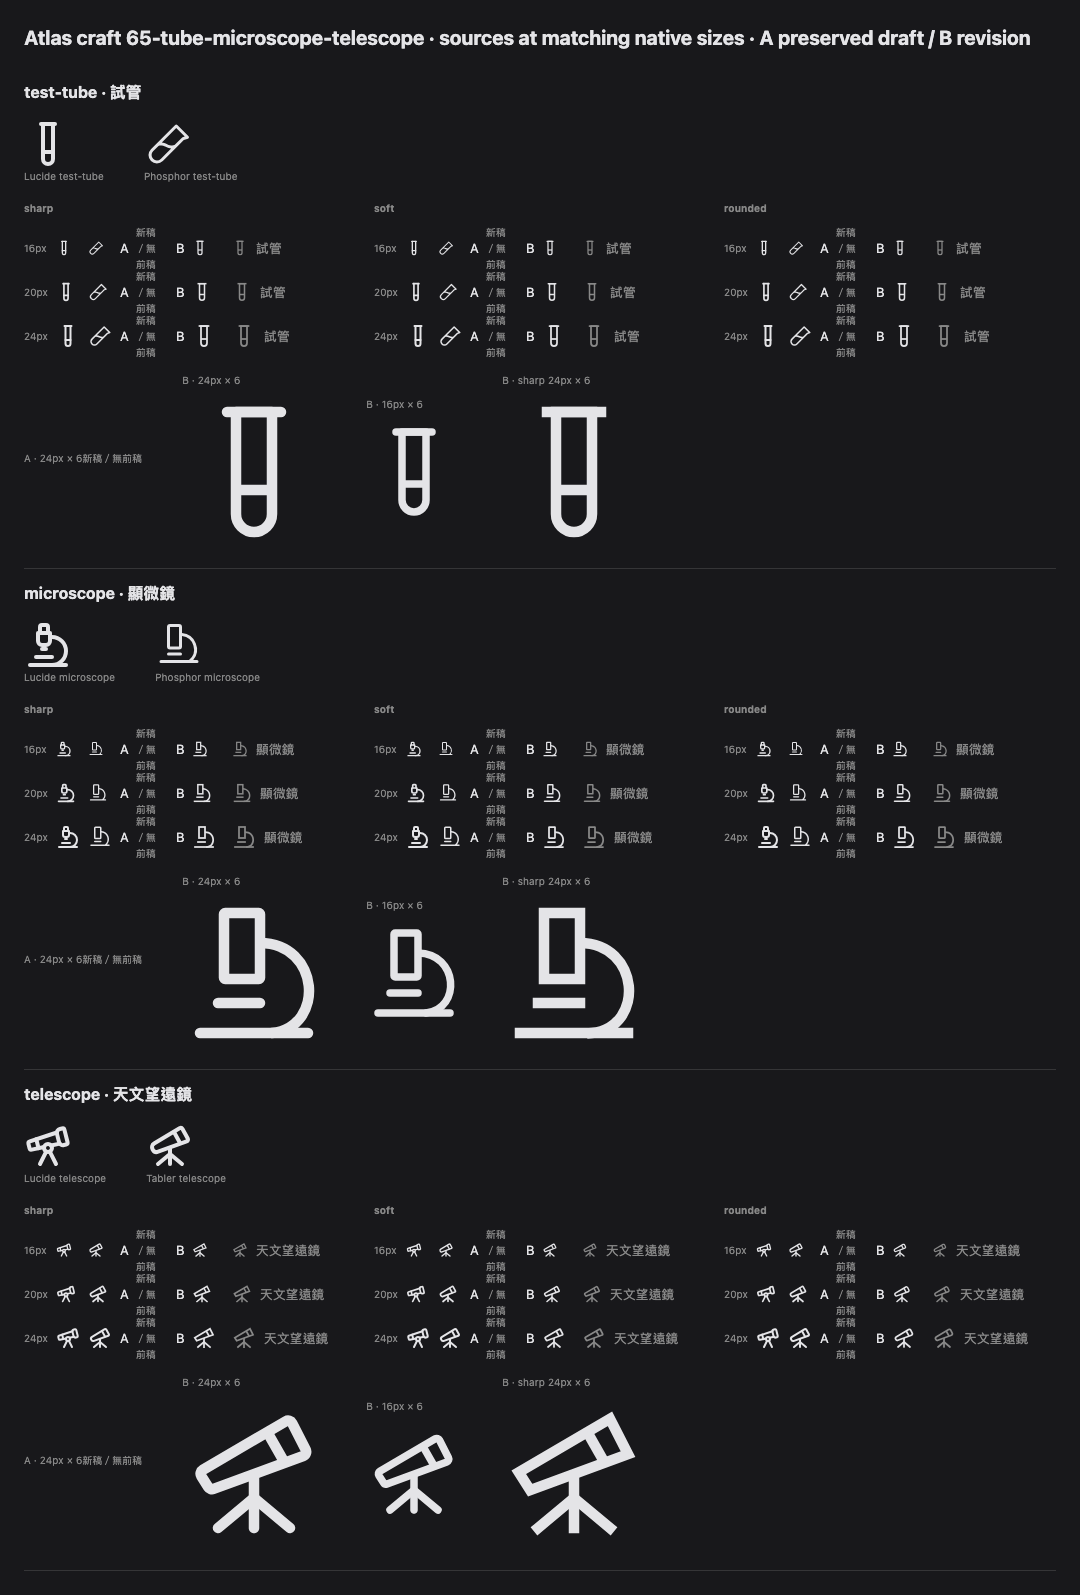 Atlas craft 65-tube-microscope-telescope · sources at matching native sizes · A preserved draft / B revision
test-tube · 試管
Lucide test-tube
Phosphor test-tube
sharp
soft
rounded
16px A 新稿 / 無前稿 B 試管
16px A 新稿 / 無前稿 B 試管
16px A 新稿 / 無前稿 B 試管
20px A 新稿 / 無前稿 B 試管
20px A 新稿 / 無前稿 B 試管
20px A 新稿 / 無前稿 B 試管
24px A 新稿 / 無前稿 B 試管
24px A 新稿 / 無前稿 B 試管
24px A 新稿 / 無前稿 B 試管
A · 24px × 6新稿 / 無前稿
B · 24px × 6
B · 16px × 6
B · sharp 24px × 6
microscope · 顯微鏡
Lucide microscope
Phosphor microscope
sharp
soft
rounded
16px A 新稿 / 無前稿 B 顯微鏡
16px A 新稿 / 無前稿 B 顯微鏡
16px A 新稿 / 無前稿 B 顯微鏡
20px A 新稿 / 無前稿 B 顯微鏡
20px A 新稿 / 無前稿 B 顯微鏡
20px A 新稿 / 無前稿 B 顯微鏡
24px A 新稿 / 無前稿 B 顯微鏡
24px A 新稿 / 無前稿 B 顯微鏡
24px A 新稿 / 無前稿 B 顯微鏡
A · 24px × 6新稿 / 無前稿
B · 24px × 6
B · 16px × 6
B · sharp 24px × 6
telescope · 天文望遠鏡
Lucide telescope
Tabler telescope
sharp
soft
rounded
16px A 新稿 / 無前稿 B 天文望遠鏡
16px A 新稿 / 無前稿 B 天文望遠鏡
16px A 新稿 / 無前稿 B 天文望遠鏡
20px A 新稿 / 無前稿 B 天文望遠鏡
20px A 新稿 / 無前稿 B 天文望遠鏡
20px A 新稿 / 無前稿 B 天文望遠鏡
24px A 新稿 / 無前稿 B 天文望遠鏡
24px A 新稿 / 無前稿 B 天文望遠鏡
24px A 新稿 / 無前稿 B 天文望遠鏡
A · 24px × 6新稿 / 無前稿
B · 24px × 6
B · 16px × 6
B · sharp 24px × 6